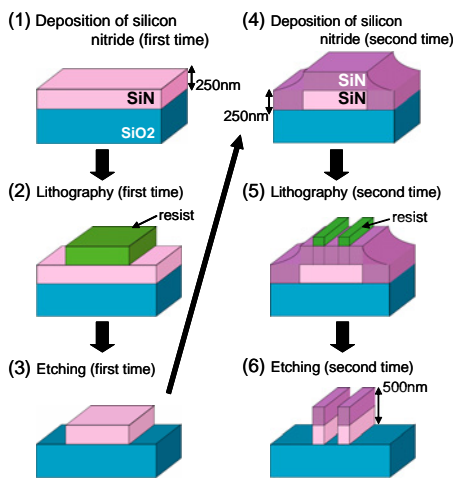 (1) Deposition of silicon
nitride (first time)
250nm
SiN
SiO2
(2) Lithography (first time)
resist
(3) Etching (first time)
(4) Deposition of silicon
nitride (second time)
SiN
SiN
250nm
(5) Lithography (second time)
resist
(6) Etching (second time)
500nm